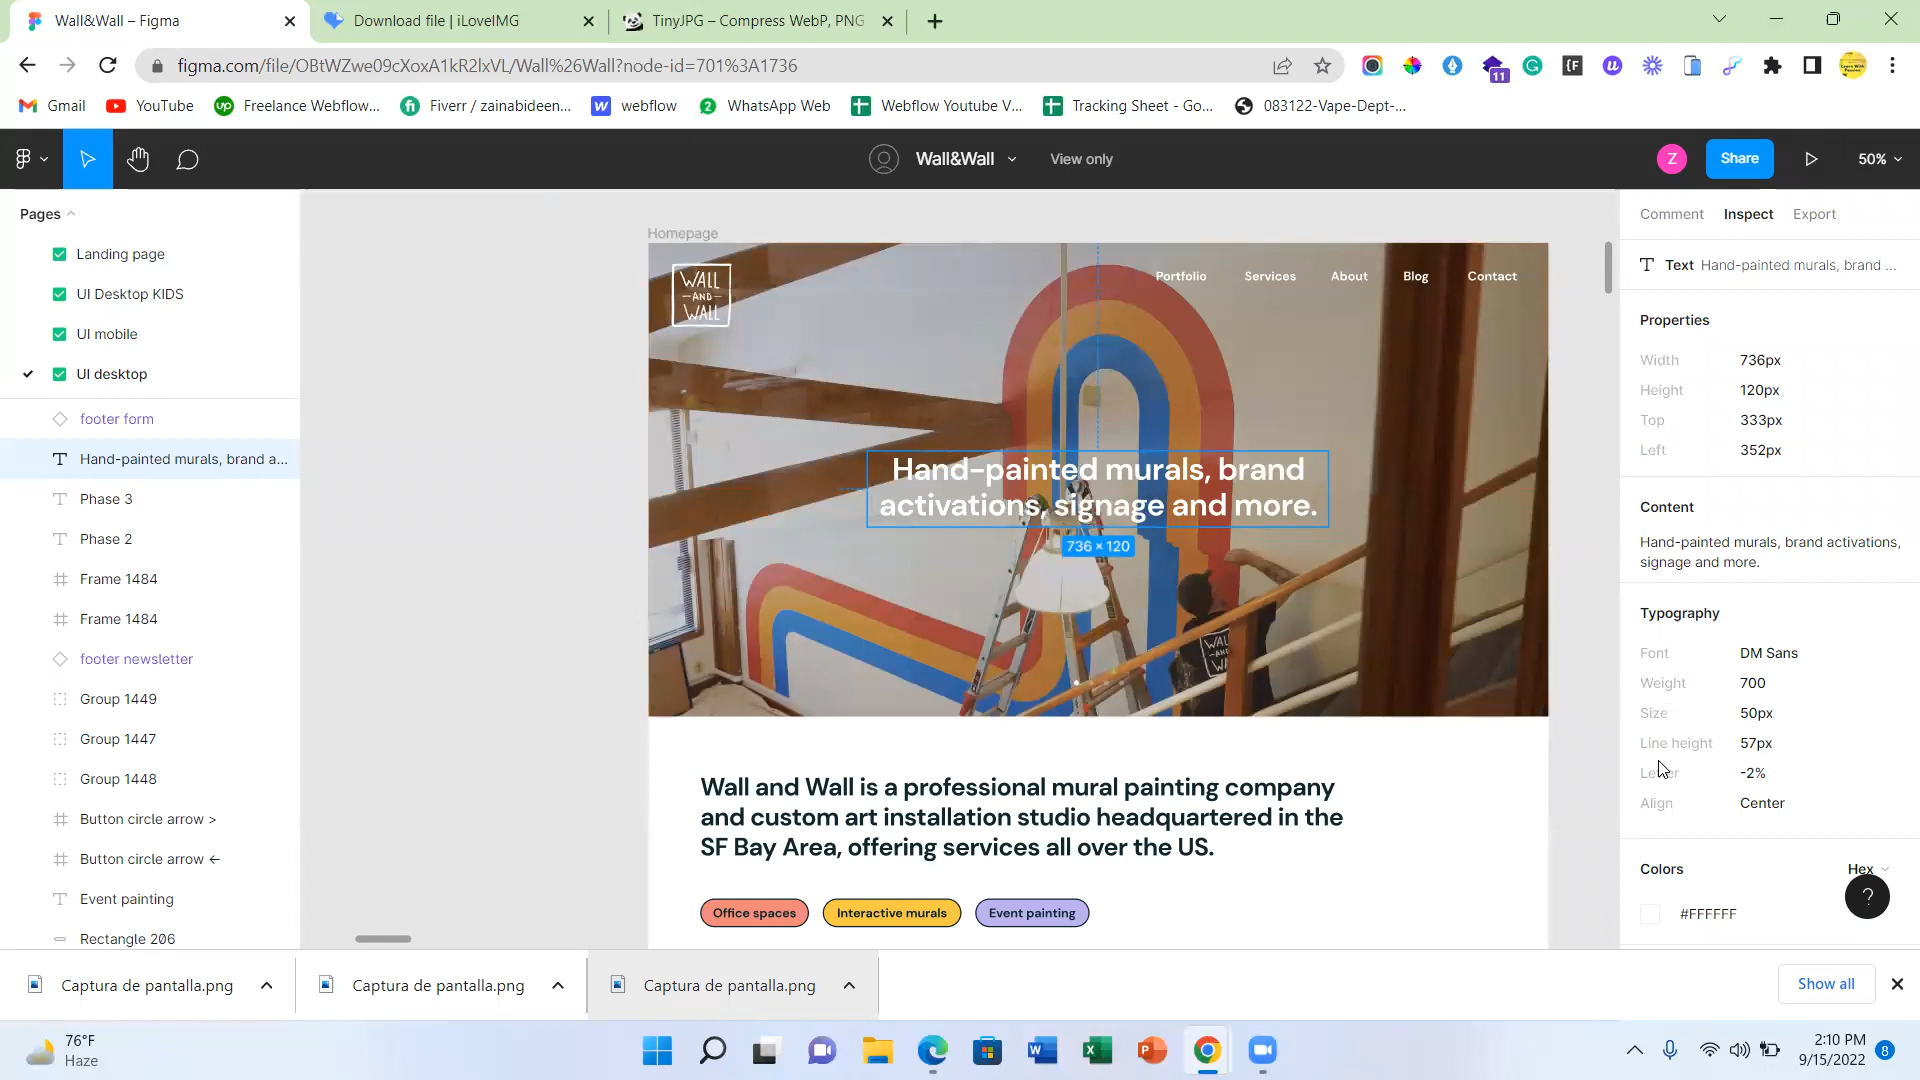 Wall&Wall – Figma
Download file | iLoveIMG
TinyJPG – Compress WebP, PNG
figma.com/file/OBtWZwe09cXoxA1kR2lxVL/Wall%26Wall?node-id=701%3A1736
11
Gmail
YouTube
Freelance Webflow...
Fiverr / zainabideen...
webflow
WhatsApp Web
Webflow Youtube V...
Tracking Sheet - Go...
083122-Vape-Dept-...
Wall&Wall
View only
Z
Share
50%
Pages
Landing page
UI Desktop KIDS
UI mobile
UI desktop
footer form
Hand-painted murals, brand a...
Phase 3
Phase 2
Frame 1484
Frame 1484
footer newsletter
Group 1449
Group 1447
Group 1448
Button circle arrow >
Button circle arrow ←
Event painting
Rectangle 206
Homepage
WALL
—AND—
WALL
Portfolio
Services
About
Blog
Contact
Hand-painted murals, brand
activations, signage and more.
736 × 120
WALL
AND
WA
Wall and Wall is a professional mural painting company
and custom art installation studio headquartered in the
SF Bay Area, offering services all over the US.
Office spaces
Interactive murals
Event painting
Comment
Inspect
Export
Text Hand-painted murals, brand ...
Properties
Width 736px
Height 120px
Top 333px
Left 352px
Content
Hand-painted murals, brand activations,
signage and more.
Typography
Font DM Sans
Weight 700
Size 50px
Line height 57px
Letter -2%
Align Center
Colors
Hex
?
#FFFFFF
Captura de pantalla.png
Captura de pantalla.png
Captura de pantalla.png
Show all
76°F
Haze
2:10 PM
9/15/2022
8